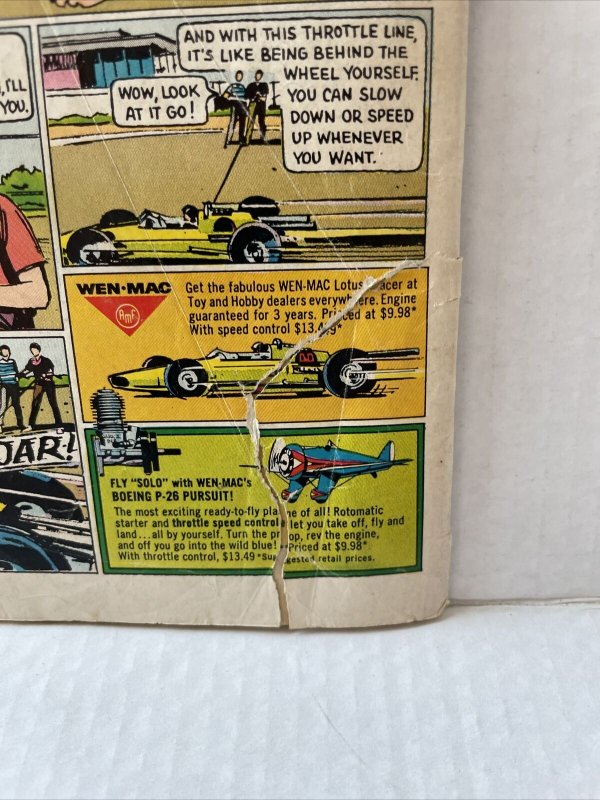 ,I'LL
YOU.
AND WITH THIS THROTTLE LINE,
IT'S LIKE BEING BEHIND THE
WHEEL YOURSELF.
YOU CAN SLOW
DOWN OR SPEED
UP WHENEVER
YOU WANT.
WOW, LOOK
AT IT GO!
WEN-MAC
AMF
Get the fabulous WEN-MAC Lotus Racer at
Toy and Hobby dealers everywhere. Engine
guaranteed for 3 years. Priced at $9.98*
With speed control $13.49*
OAR!
FLY "SOLO" with WEN-MAC's
BOEING P-26 PURSUIT!
The most exciting ready-to-fly plane of all! Rotomatic
starter and throttle speed control let you take off, fly and
land...all by yourself. Turn the prop, rev the engine,
and off you go into the wild blue! Priced at $9.98*
With throttle control, $13.49 *Suggested retail prices.